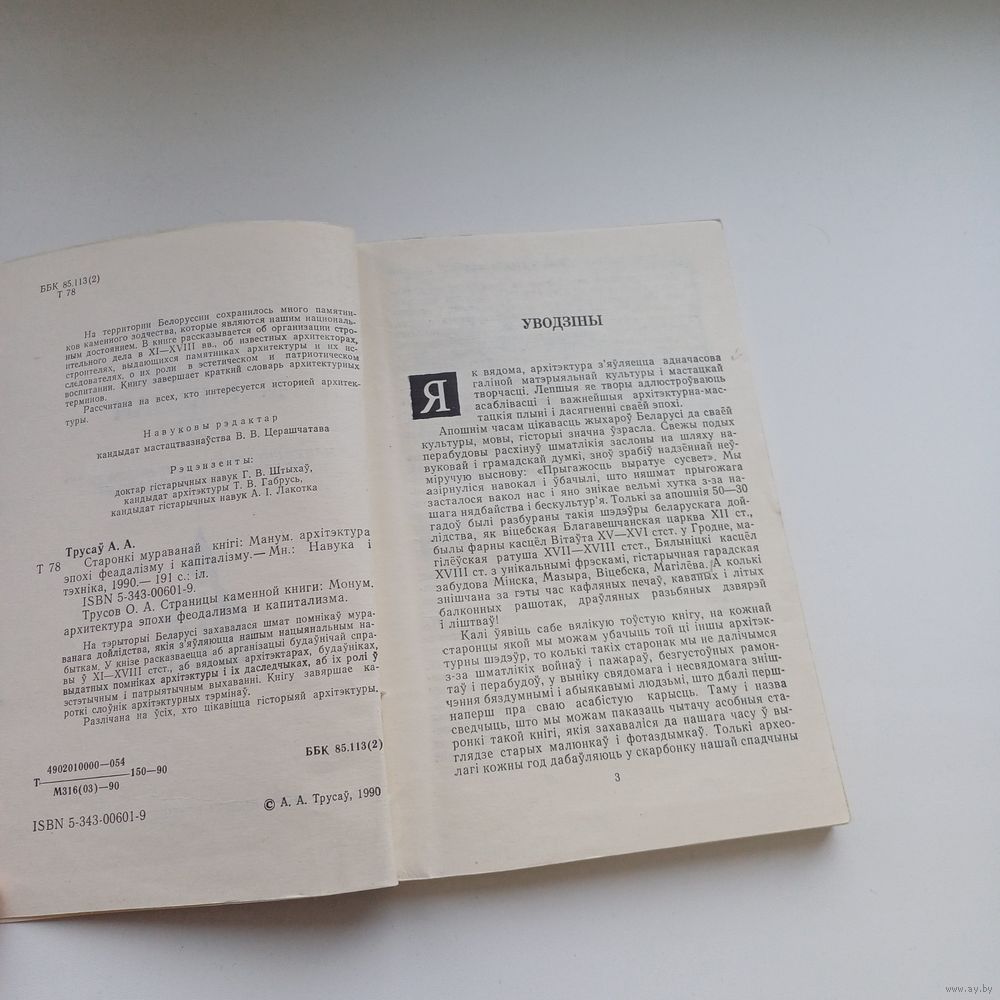 ББК 85.113(2)
Т 78
На территории Белоруссии сохранилось много памятни-
ков каменного зодчества, которые являются нашим националь-
ным достоянием. В книге рассказывается об организации стро-
ительного дела в XI—XVIII вв., об известных архитекторах,
строителях, выдающихся памятниках архитектуры и их ис-
следователях, о их роли в эстетическом и патриотическом
воспитании. Книгу завершает краткий словарь архитектурных
терминов.
Рассчитана на всех, кто интересуется историей архитек-
туры.
Навуковы рэдактар
кандыдат мастацтвазнаўства В. В. Церашчатава
Рэцэнзенты:
доктар гістарычных навук Г. В. Штыхаў,
кандыдат архітэктуры Т. В. Габрусь,
кандыдат гістарычных навук А. І. Лакотка
Трусаў А. А.
Т 78 Старонкі мураванай кнігі: Манум. архітэктура
эпохі феадалізму і капіталізму.— Мн.: Навука і
тэхніка, 1990.— 191 с.: іл.
ISBN 5-343-00601-9.
Трусов О. А. Страницы каменной книги: Монум.
архитектура эпохи феодализма и капитализма.
На тэрыторыі Беларусі захавалася шмат помнікаў мура-
ванага дойлідства, якія з'яўляюцца нашым нацыянальным на-
быткам. У кнізе расказваецца аб арганізацыі будаўнічай спра-
вы ў XI—XVIII стст., аб вядомых архітэктарах, будаўніках,
выдатных помніках архітэктуры і іх даследчыках, аб іх ролі ў
эстэтычным і патрыятычным выхаванні. Кнігу завяршае ка-
роткі слоўнік архітэктурных тэрмінаў.
Разлічана на ўсіх, хто цікавіцца гісторыяй архітэктуры.
4902010000—054
Т ——— 150—90
М316(03)—90
ББК 85.113(2)
ISBN 5-343-00601-9
© А. А. Трусаў, 1990
УВОДЗІНЫ
Як вядома, архітэктура з'яўляецца адначасова
галіной матэрыяльнай культуры і мастацкай
творчасці. Лепшыя яе творы адлюстроўваюць
асаблівасці і важнейшыя архітэктурна-мас-
тацкія плыні і дасягненні сваёй эпохі.
Апошнім часам цікавасць жыхароў Беларусі да сваёй
культуры, мовы, гісторыі значна ўзрасла. Свежы подых
перабудовы расхінуў шматлікія заслоны на шляху на-
вуковай і грамадскай думкі, зноў зрабіў надзённай неў-
міручую выснову: «Прыгажосць выратуе сусвет». Мы
азірнуліся навокал і ўбачылі, што няшмат прыгожага
засталося вакол нас і яно знікае вельмі хутка з-за на-
шага нядбайства і бескультур'я. Толькі за апошнія 50—30
гадоў былі разбураны такія шэдэўры беларускага дой-
лідства, як віцебская Благавешчанская царква XII ст.,
былы фарны касцёл Вітаўта XV—XVI стст. у Гродне, ма-
гілёўская ратуша XVII—XVIII стст., Бялыніцкі касцёл
XVIII ст. з унікальнымі фрэскамі, гістарычная гарадская
забудова Мінска, Мазыра, Віцебска, Магілёва. А колькі
знішчана за гэты час кафляных печаў, каваных і літых
балконных рашотак, драўляных разьбяных дзвярэй
і ліштваў!
Калі ўявіць сабе вялікую тоўстую кнігу, на кожнай
старонцы якой мы можам убачыць той ці іншы архітэк-
турны шэдэўр, то колькі такіх старонак мы не далічымся
з-за шматлікіх войнаў і пажараў, безгустоўных рамон-
таў і перабудоў, у выніку свядомага і несвядомага зніш-
чэння бяздумнымі і абыякавымі людзьмі, што дбалі перш-
наперш пра сваю асабістую карысць. Таму і назва
сведчыць, што мы можам паказаць чытачу асобныя ста-
ронкі такой кнігі, якія захаваліся да нашага часу ў вы-
глядзе старых малюнкаў і фотаздымкаў. Толькі архео-
лагі кожны год дабаўляюць у скарбонку нашай спадчыны
3
www.ay.by